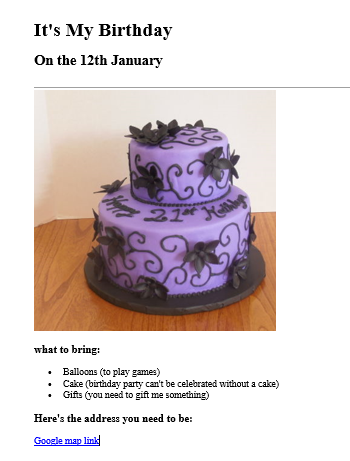 It's My Birthday
On the 12th January
Happy 21st
what to bring:
Balloons (to play games)
Cake (birthday party can't be celebrated without a cake)
Gifts (you need to gift me something)
Here's the address you need to be:
Google map link